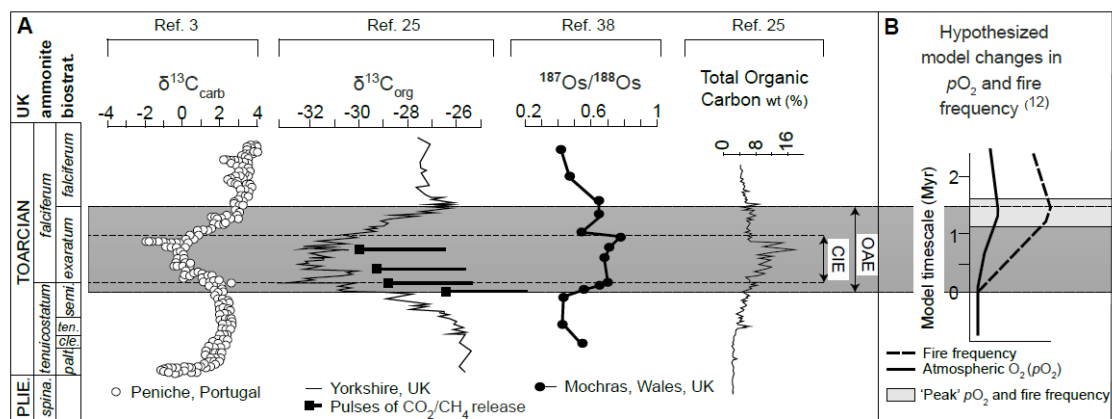 A
Ref. 3
Ref. 25
Ref. 38
Ref. 25
UK
ammonite
biostrat.
δ13Ccarb
-4 -2 0 2 4
δ13Corg
-32 -30 -28 -26
187Os/188Os
0.2 0.4 0.6 0.8 1
Total Organic
Carbon wt (%)
0 8 16
TOARCIAN
falciferum
falciferum
exaratum
tenuicostatum
semi.
ten.
cle.
palt.
PLIE.
spina.
CIE
OAE
Peniche, Portugal
Yorkshire, UK
Pulses of CO2/CH4 release
Mochras, Wales, UK
B
Hypothesized
model changes in
pO2 and fire
frequency (12)
Model timescale (Myr)
2
1
0
Fire frequency
Atmospheric O2 (pO2)
'Peak' pO2 and fire frequency